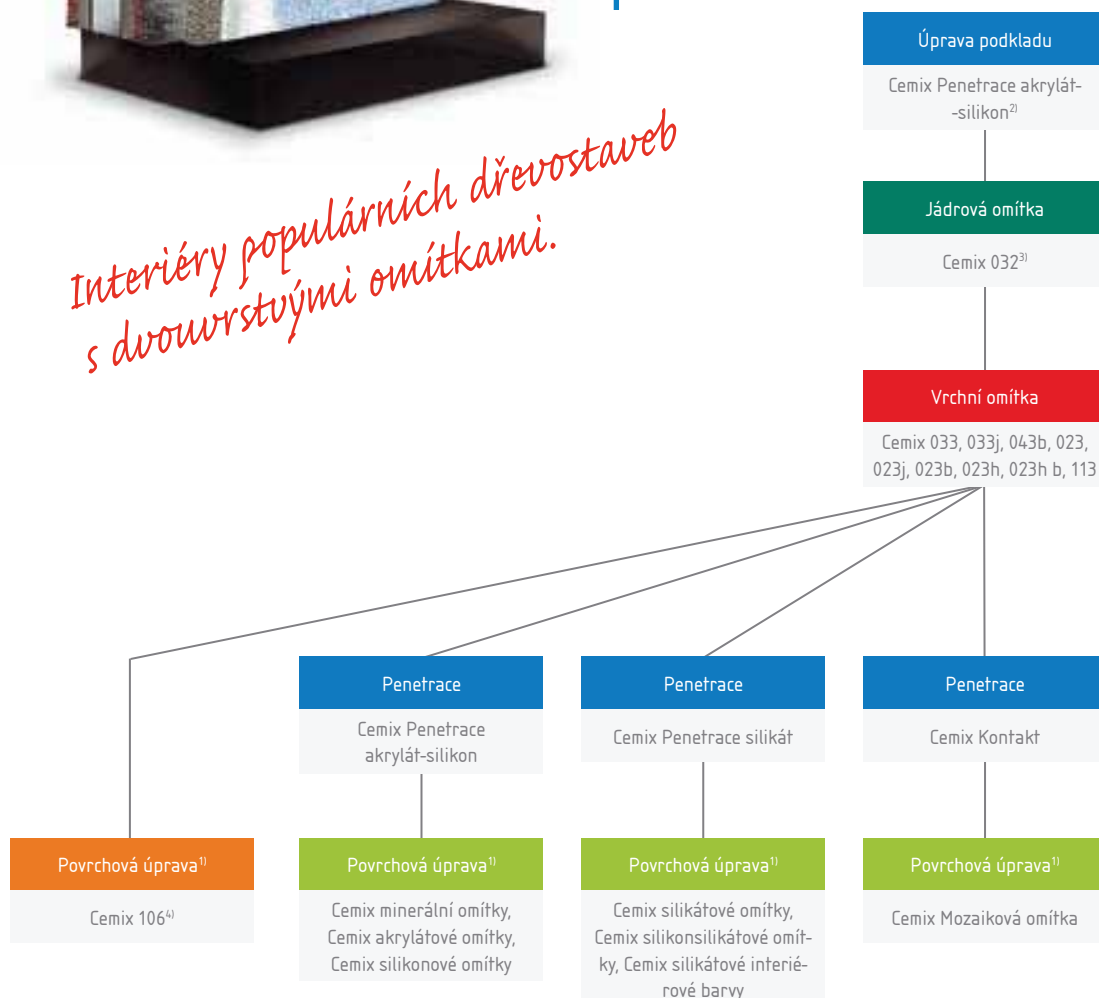 Úprava podkladu
Cemix Penetrace akrylát-
-silikon²⁾
Interiéry populárních dřevostaveb
s dvouvrstvými omítkami.
Jádrová omítka
Cemix 032³⁾
Vrchní omítka
Cemix 033, 033j, 043b, 023,
023j, 023b, 023h, 023h b, 113
Penetrace
Cemix Penetrace
akrylát-silikon
Penetrace
Cemix Penetrace silikát
Penetrace
Cemix Kontakt
Povrchová úprava¹⁾
Cemix 106⁴⁾
Povrchová úprava¹⁾
Cemix minerální omítky,
Cemix akrylátové omítky,
Cemix silikonové omítky
Povrchová úprava¹⁾
Cemix silikátové omítky,
Cemix silikonsilikátové omít-
ky, Cemix silikátové interié-
rové barvy
Povrchová úprava¹⁾
Cemix Mozaiková omítka